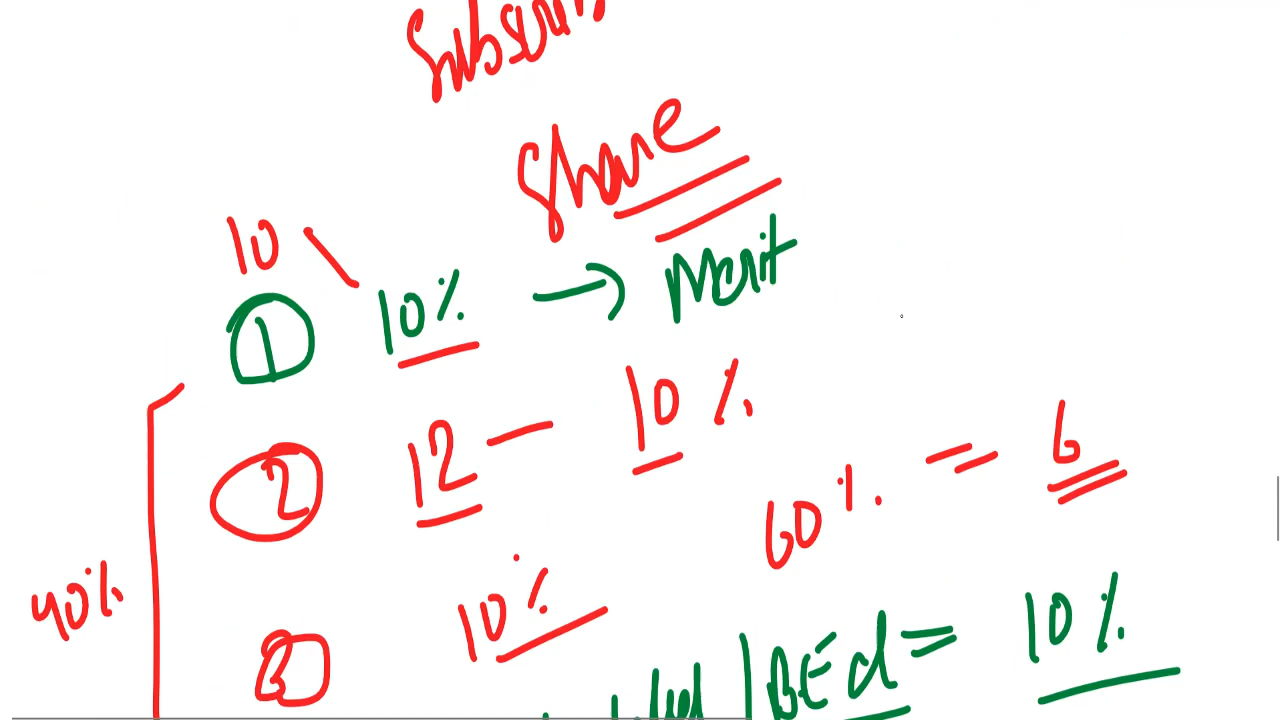 Share
10
① 10% → Merit
② 12 — 10%
60% = 6
40%
10%
③
BEd = 10%